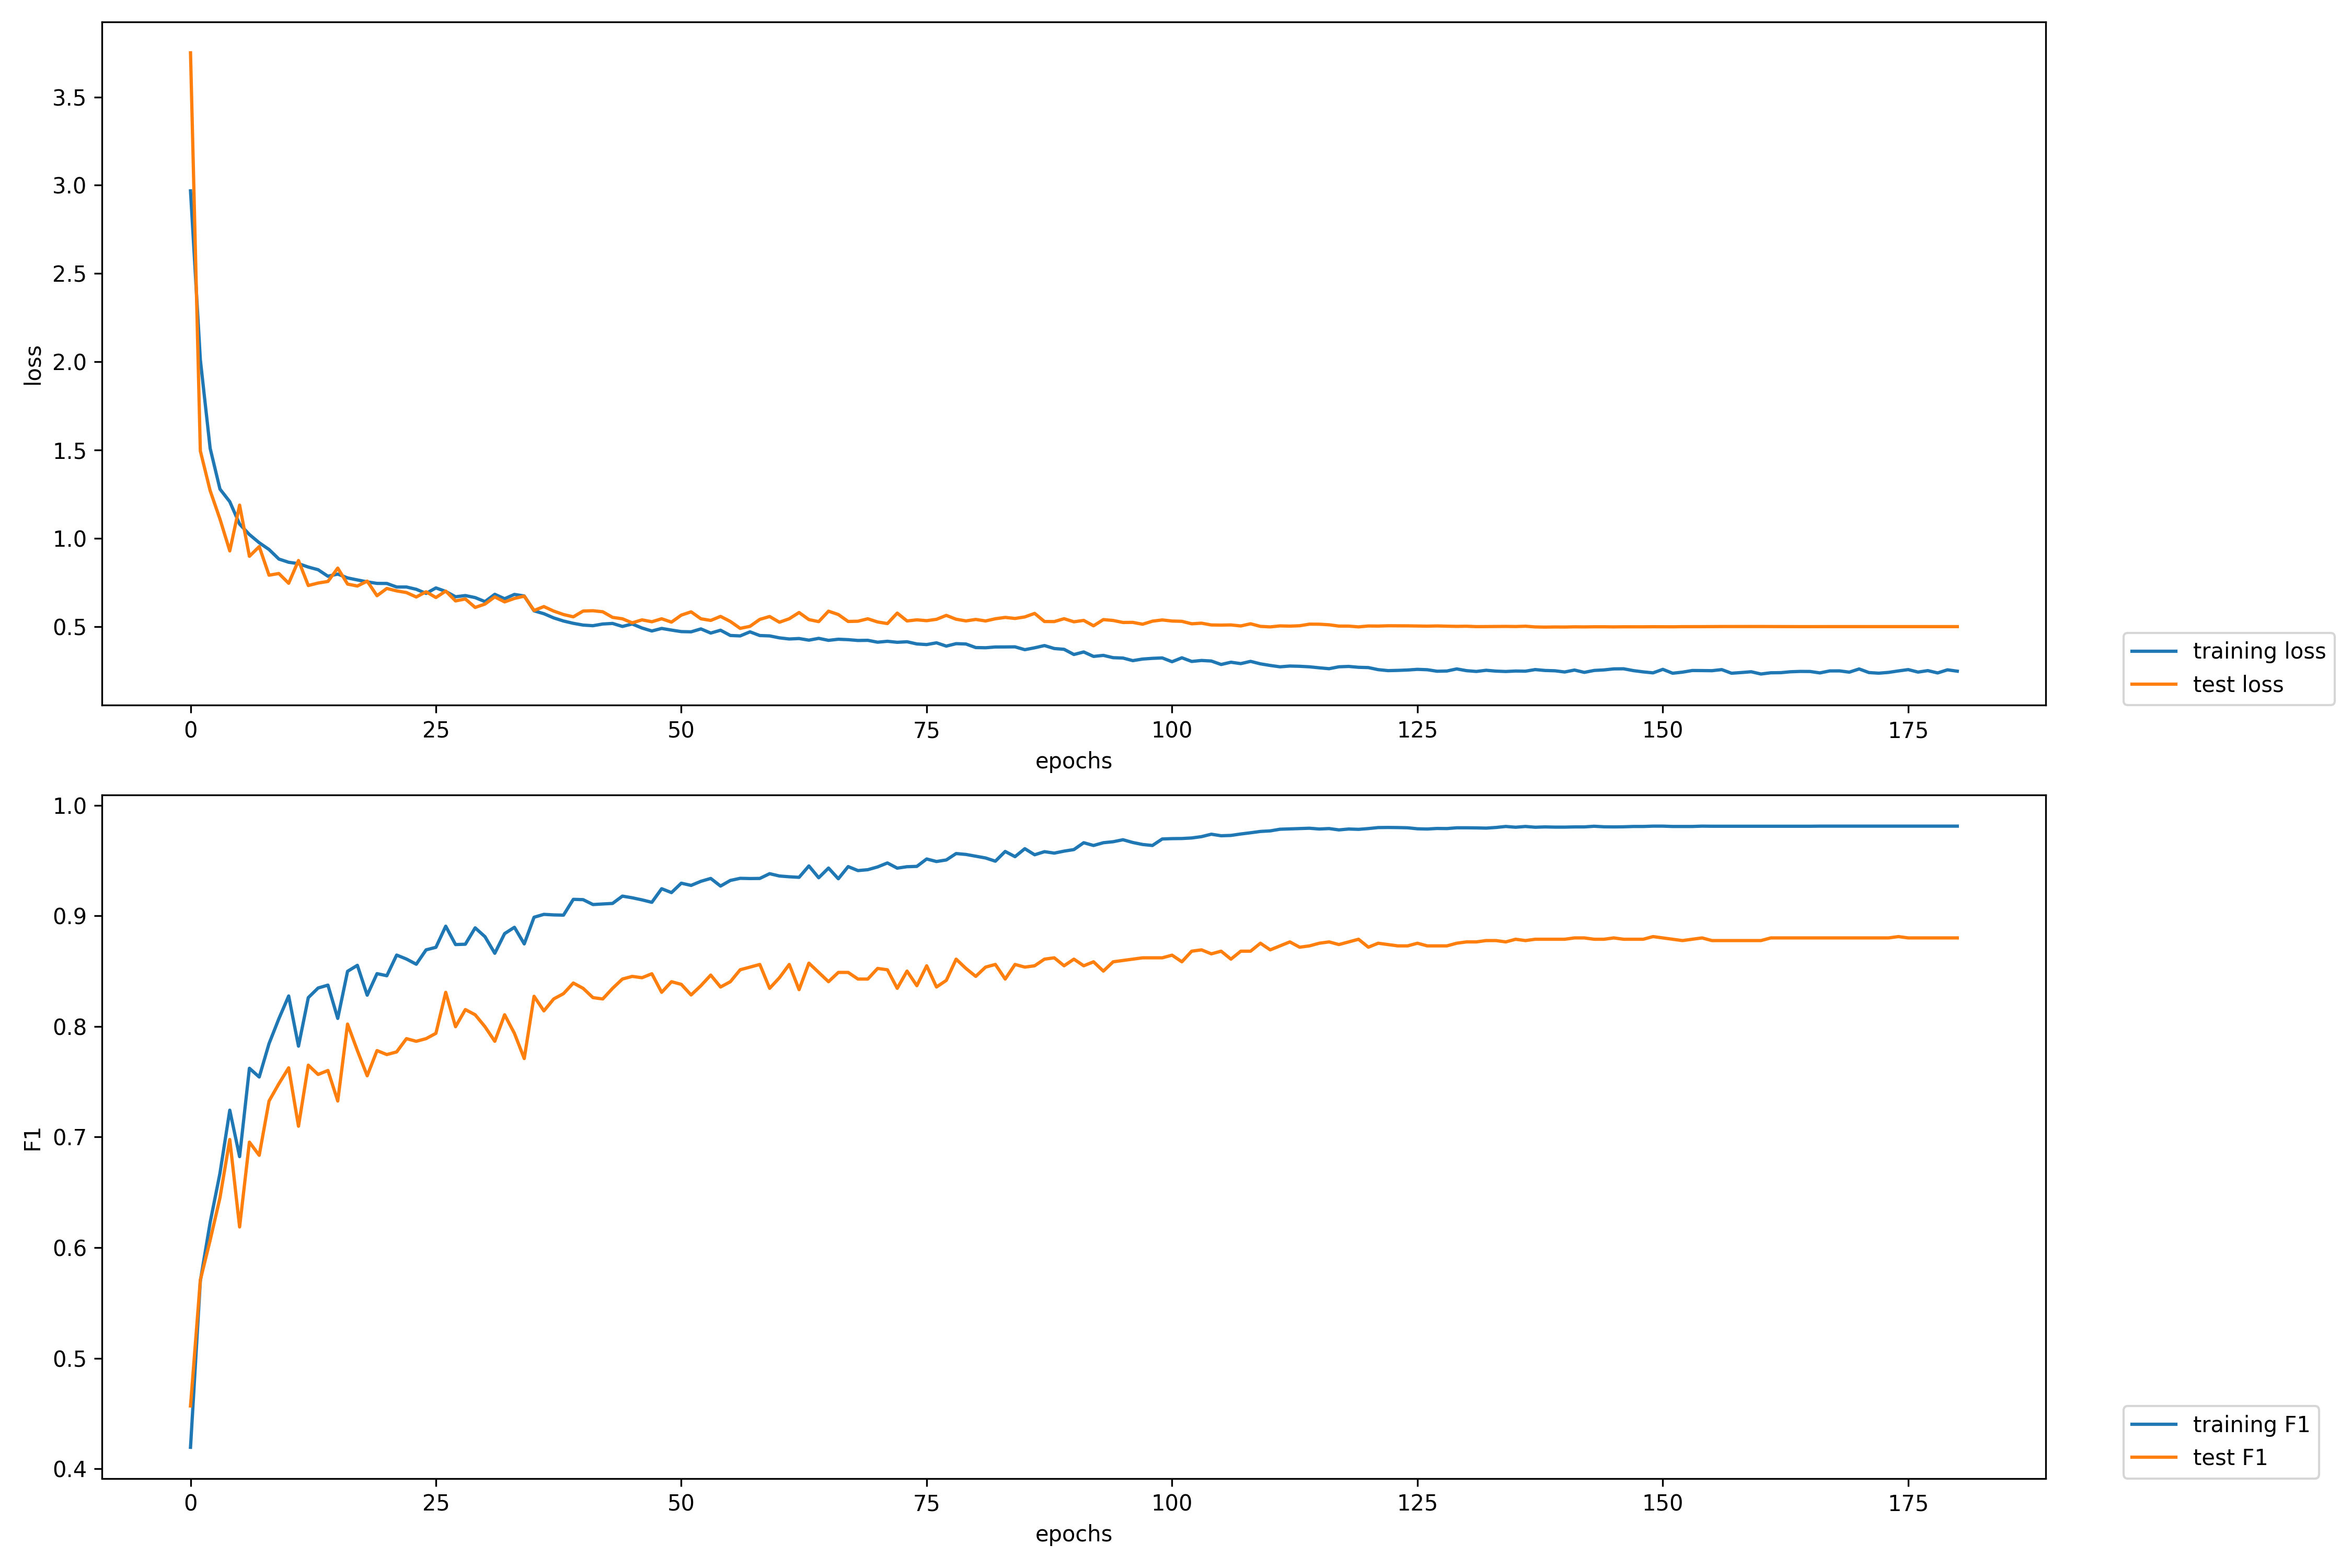 3.5
3.0
2.5
2.0
1.5
1.0
0.5
loss
0 25 50 75 100 125 150 175
epochs
training loss
test loss
1.0
0.9
0.8
0.7
0.6
0.5
0.4
F1
0 25 50 75 100 125 150 175
epochs
training F1
test F1